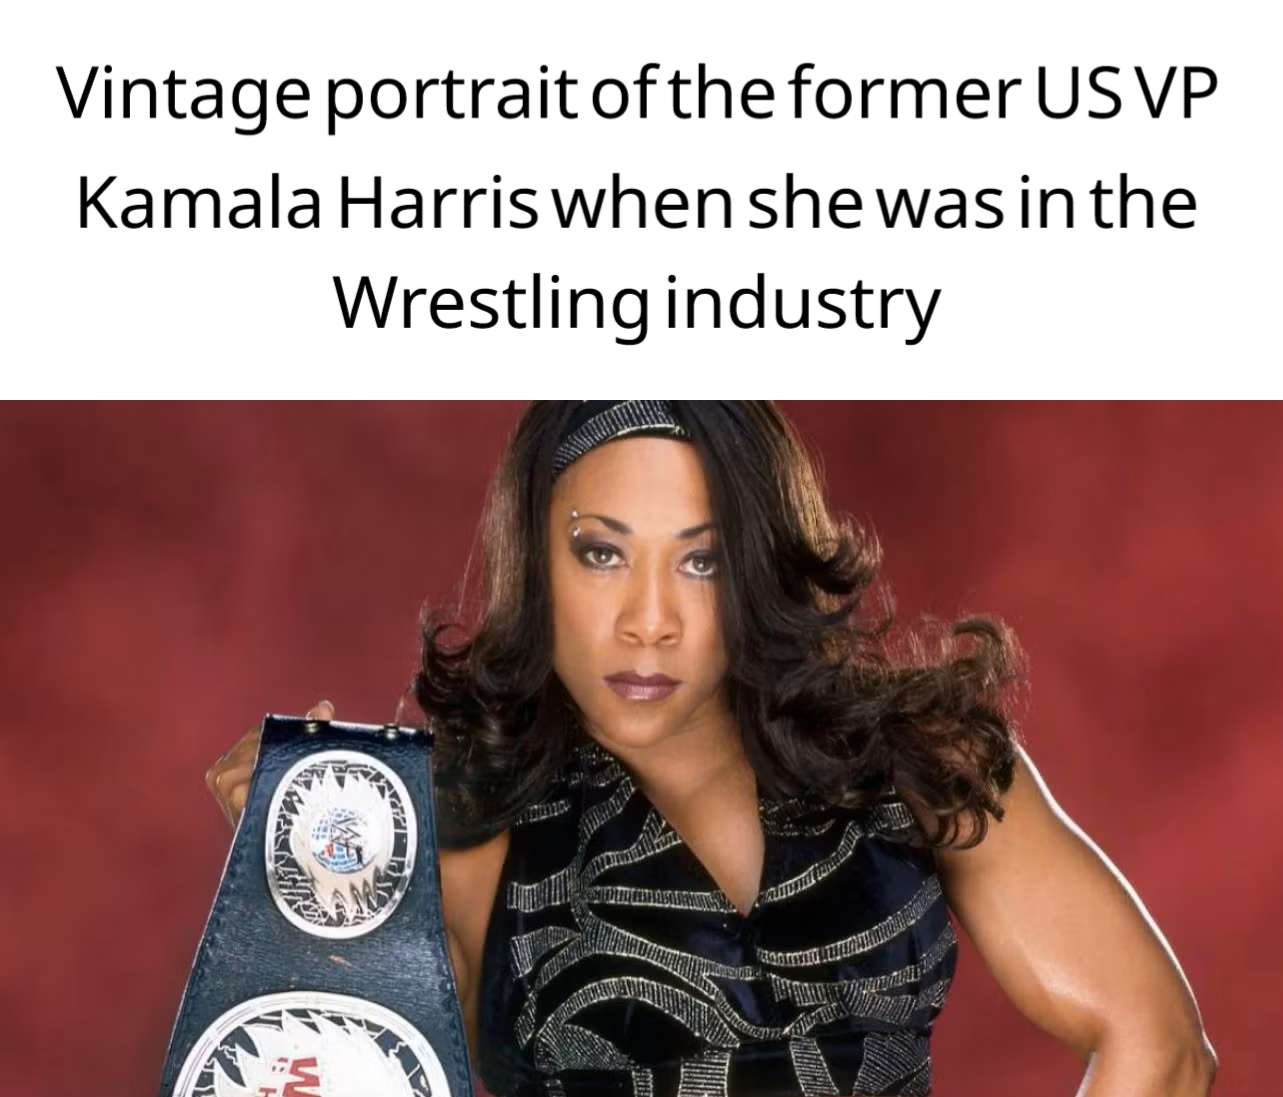 Vintage portrait of the former US VP
Kamala Harris when she was in the
Wrestling industry